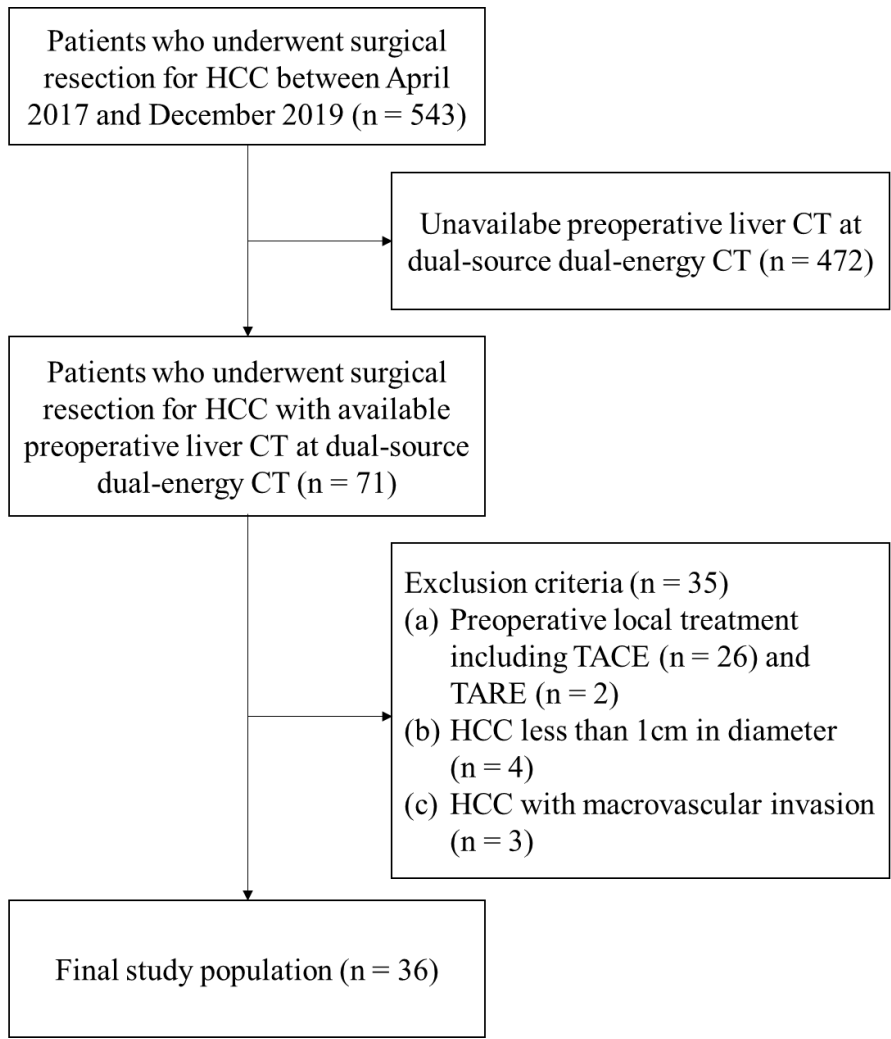 Patients who underwent surgical
resection for HCC between April
2017 and December 2019 (n = 543)
Unavailabe preoperative liver CT at
dual-source dual-energy CT (n = 472)
Patients who underwent surgical
resection for HCC with available
preoperative liver CT at dual-source
dual-energy CT (n = 71)
Exclusion criteria (n = 35)
(a) Preoperative local treatment
including TACE (n = 26) and
TARE (n = 2)
(b) HCC less than 1cm in diameter
(n = 4)
(c) HCC with macrovascular invasion
(n = 3)
Final study population (n = 36)